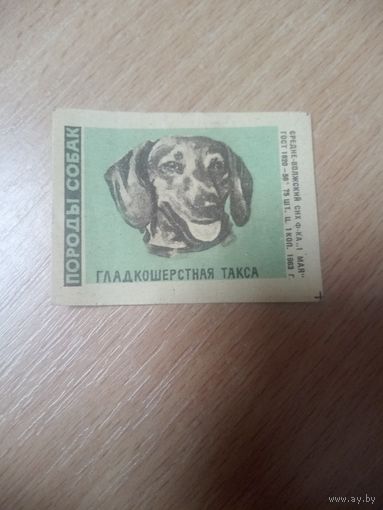 ПОРОДЫ СОБАК
ГЛАДКОШЕРСТНАЯ ТАКСА
СРЕДНЕ-ВОЛЖСКИЙ СНХ Ф-КА „1 МАЯ"
ГОСТ 1820-56 · 75 ШТ. Ц. 1 КОП. 1963 Г.
https://www.ay.by